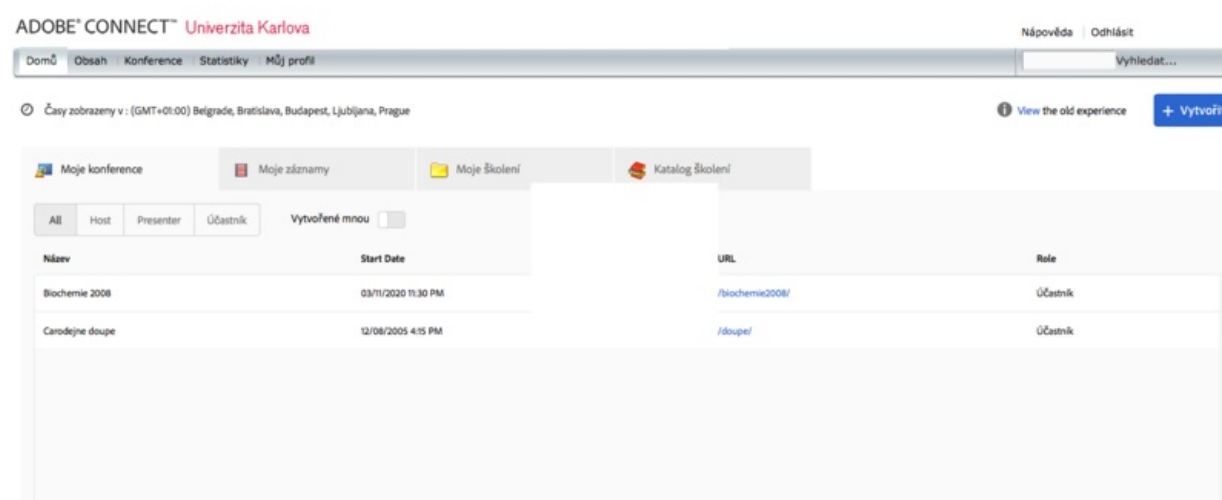 ADOBE® CONNECT™ Univerzita Karlova
Nápověda Odhlásit
Domů Obsah Konference Statistiky Můj profil Vyhledat...
Časy zobrazeny v : (GMT+01:00) Belgrade, Bratislava, Budapest, Ljubljana, Prague View the old experience + Vytvořit
Moje konference Moje záznamy Moje školení Katalog školení
All Host Presenter Účastník Vytvořené mnou
Název Start Date URL Role
Biochemie 2008 03/11/2020 11:30 PM /biochemie2008/ Účastník
Carodejne doupe 12/08/2005 4:15 PM /doupe/ Účastník